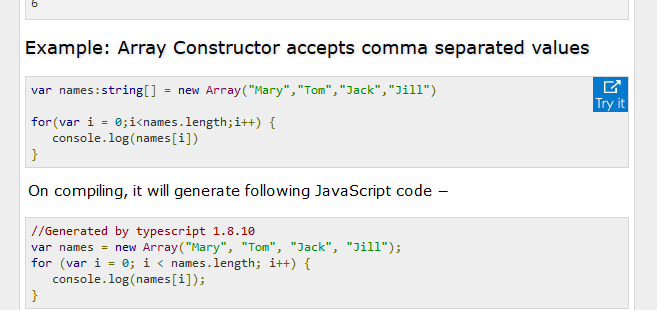 6
Example: Array Constructor accepts comma separated values
var names:string[] = new Array("Mary","Tom","Jack","Jill")
Try it
for(var i = 0;i<names.length;i++) {
console.log(names[i])
}
On compiling, it will generate following JavaScript code −
//Generated by typescript 1.8.10
var names = new Array("Mary", "Tom", "Jack", "Jill");
for (var i = 0; i < names.length; i++) {
console.log(names[i]);
}